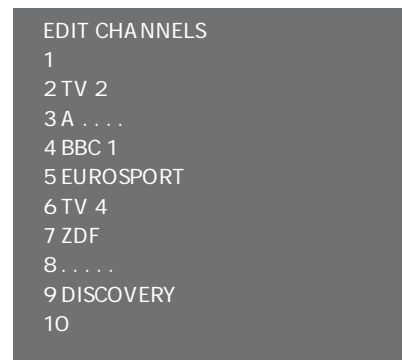 EDIT CHANNELS
1
2 TV 2
3 A . . . .
4 BBC 1
5 EUROSPORT
6 TV 4
7 ZDF
8 . . . . .
9 DISCOVERY
10